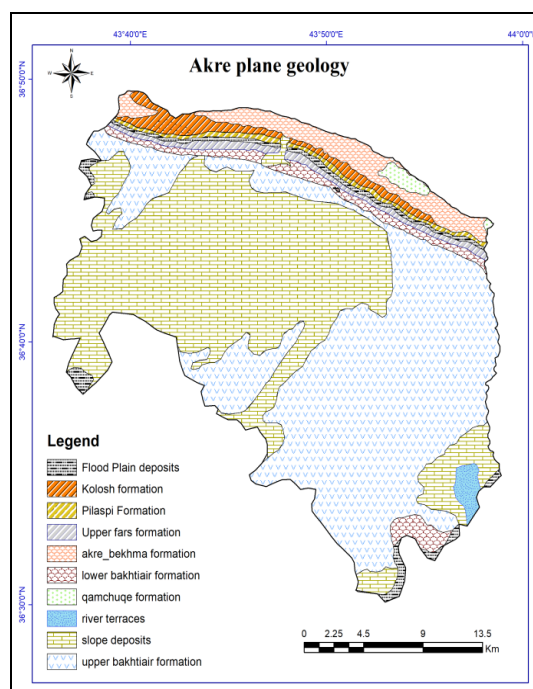 43°40'0"E 43°50'0"E 44°0'0"E
36°50'N
N
W E
S
Akre plane geology
36°40'0"N
Legend
Flood Plain deposits
Kolosh formation
Pilaspi Formation
Upper fars formation
akre_bekhma formation
lower bakhtiair formation
qamchuqe formation
river terraces
slope deposits
upper bakhtiair formation
36°30'0"N
0 2.25 4.5 9 13.5
Km